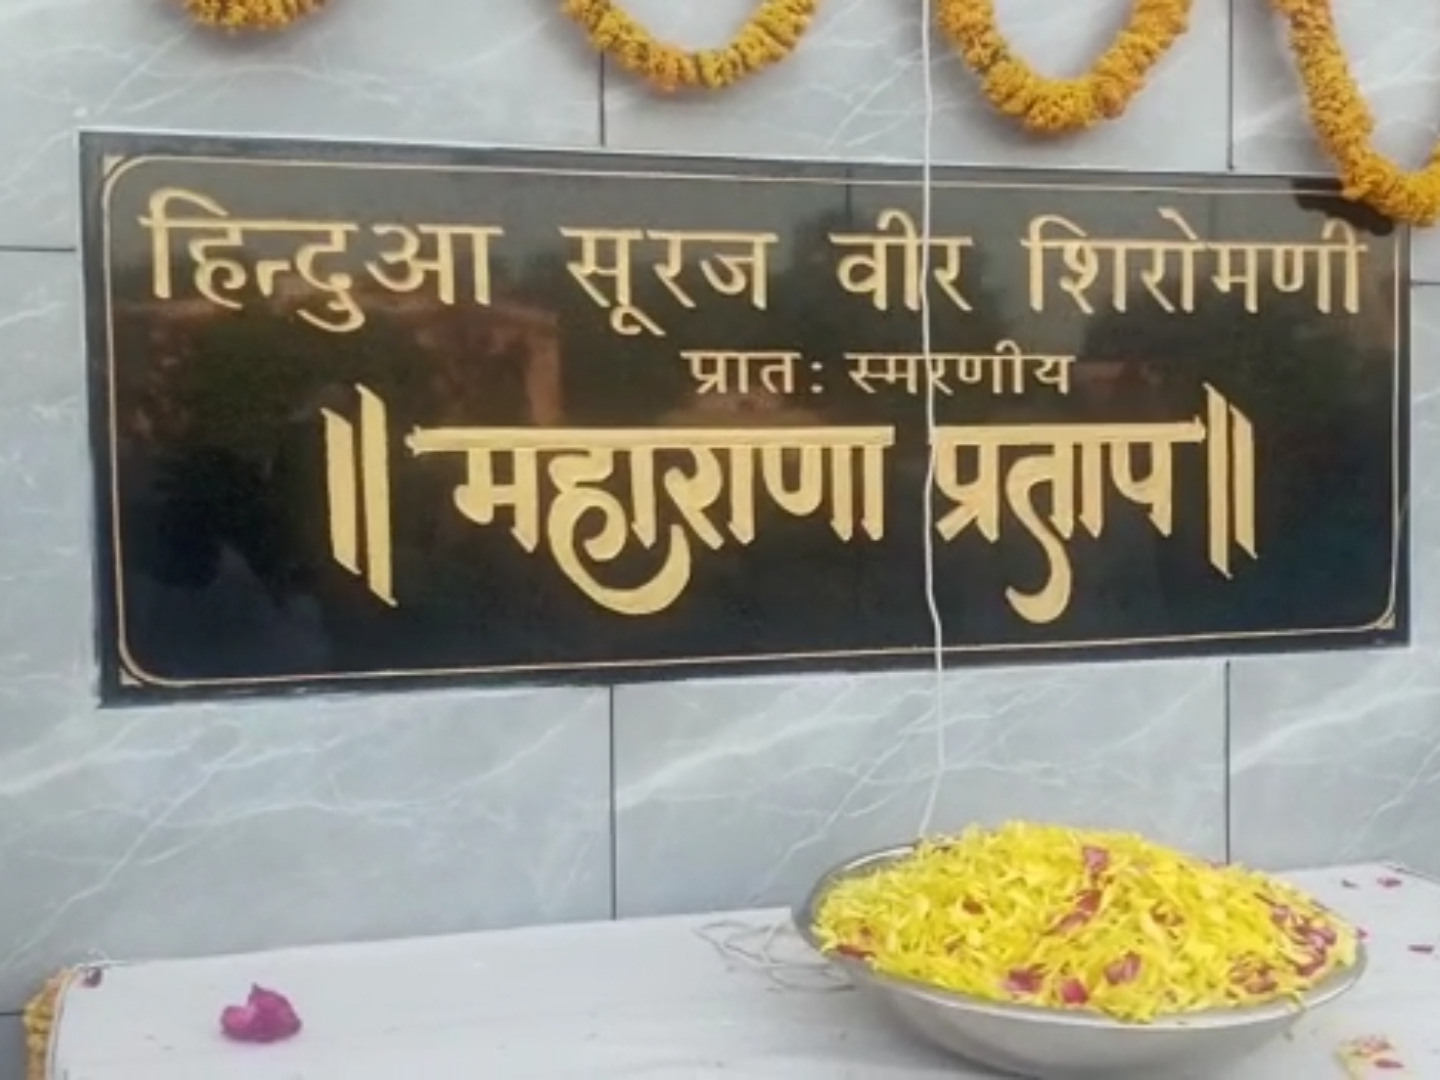 हिन्दुआ सूरज वीर शिरोमणी
प्रात: स्मरणीय
॥ महाराणा प्रताप ॥